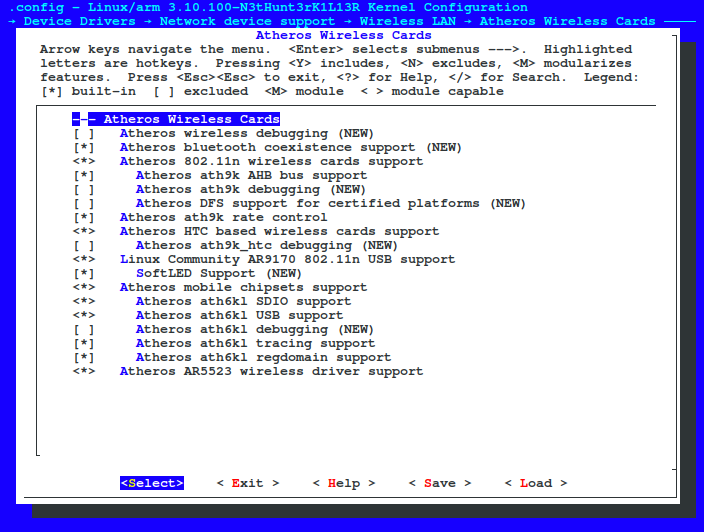 .config - Linux/arm 3.10.100-N3tHunt3rK1L13R Kernel Configuration
→ Device Drivers → Network device support → Wireless LAN → Atheros Wireless Cards
Atheros Wireless Cards
Arrow keys navigate the menu.  <Enter> selects submenus --->.  Highlighted
letters are hotkeys.  Pressing <Y> includes, <N> excludes, <M> modularizes
features.  Press <Esc><Esc> to exit, <?> for Help, </> for Search.  Legend:
[*] built-in  [ ] excluded  <M> module  < > module capable
--- Atheros Wireless Cards
[ ]   Atheros wireless debugging (NEW)
[*]   Atheros bluetooth coexistence support (NEW)
<*>   Atheros 802.11n wireless cards support
[*]     Atheros ath9k AHB bus support
[ ]     Atheros ath9k debugging (NEW)
[ ]     Atheros DFS support for certified platforms (NEW)
[*]   Atheros ath9k rate control
<*>   Atheros HTC based wireless cards support
[ ]     Atheros ath9k_htc debugging (NEW)
<*>   Linux Community AR9170 802.11n USB support
[*]     SoftLED Support (NEW)
<*>   Atheros mobile chipsets support
<*>     Atheros ath6kl SDIO support
<*>     Atheros ath6kl USB support
[ ]     Atheros ath6kl debugging (NEW)
[*]     Atheros ath6kl tracing support
[*]     Atheros ath6kl regdomain support
<*>   Atheros AR5523 wireless driver support
<Select>    < Exit >    < Help >    < Save >    < Load >